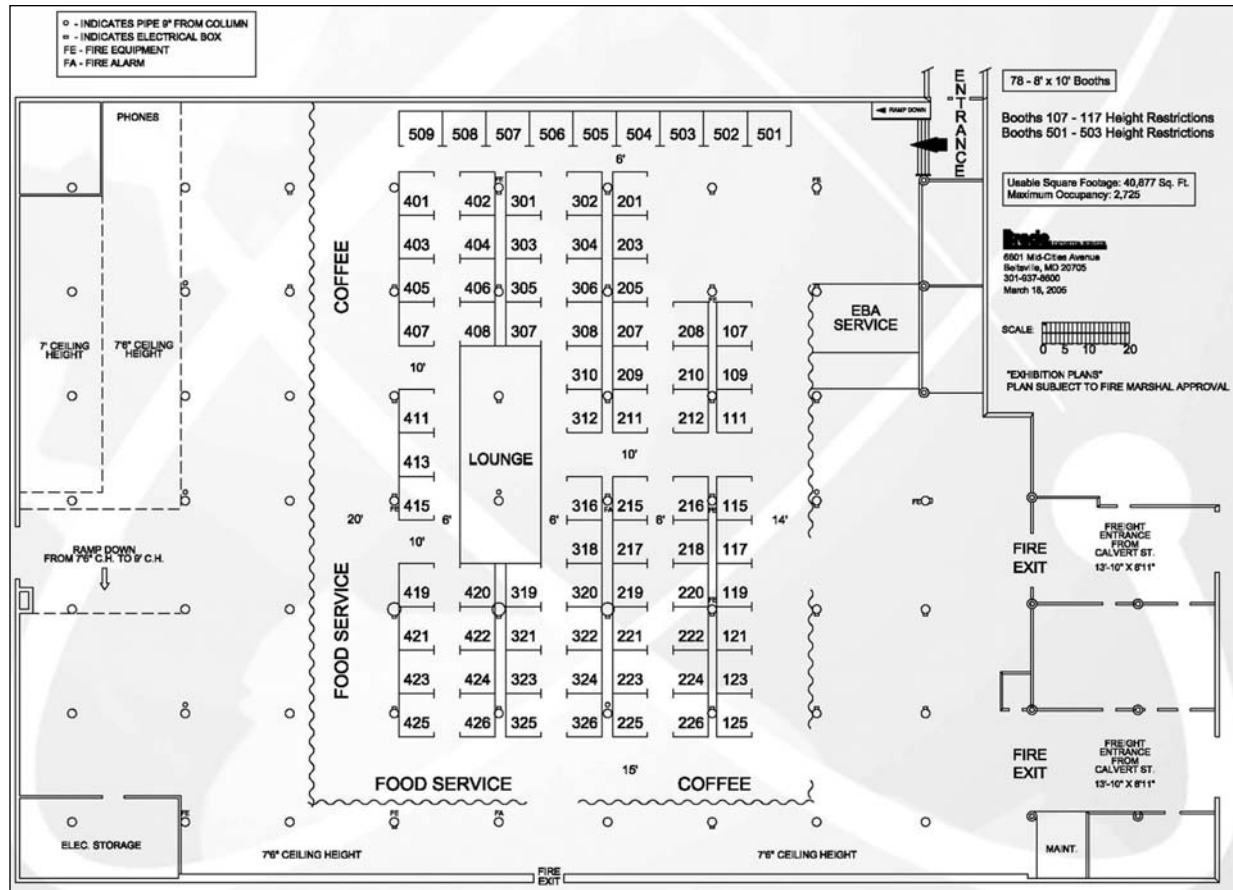 o - INDICATES PIPE 9" FROM COLUMN
▫ - INDICATES ELECTRICAL BOX
FE - FIRE EQUIPMENT
FA - FIRE ALARM
ENTRANCE
RAMP DOWN
78 - 8' x 10' Booths
Booths 107 - 117 Height Restrictions
Booths 501 - 503 Height Restrictions
Usable Square Footage: 40,877 Sq. Ft.
Maximum Occupancy: 2,725
Brede
6801 Mid-Cities Avenue
Beltsville, MD 20705
301-937-8600
March 18, 2005
SCALE:
0 5 10 20
"EXHIBITION PLANS"
PLAN SUBJECT TO FIRE MARSHAL APPROVAL
PHONES
509 508 507 506 505 504 503 502 501
6'
FE
FE
401 402 301 302 201
403 404 303 304 203
COFFEE
405 406 305 306 205
FE
EBA
SERVICE
407 408 307 308 207 208 107
7' CEILING
HEIGHT
7'6" CEILING
HEIGHT
10'
310 209 210 109
411 312 211 212 111
LOUNGE
413
10'
415 316 215 216 115
FE
FA
FE
FE
20'
6'
6'
6'
14'
10'
318 217 218 117
RAMP DOWN
FROM 7'6" C.H. TO 9' C.H.
FIRE
EXIT
FREIGHT
ENTRANCE
FROM
CALVERT ST.
13'-10" X 8'11"
419 420 319 320 219 220 119
FE
FOOD SERVICE
421 422 321 322 221 222 121
423 424 323 324 223 224 123
425 426 325 326 225 226 125
15'
FIRE
EXIT
FREIGHT
ENTRANCE
FROM
CALVERT ST.
13'-10" X 8'11"
FOOD SERVICE
COFFEE
FE
FE
FA
ELEC. STORAGE
7'6" CEILING HEIGHT
7'6" CEILING HEIGHT
MAINT.
FIRE
EXIT